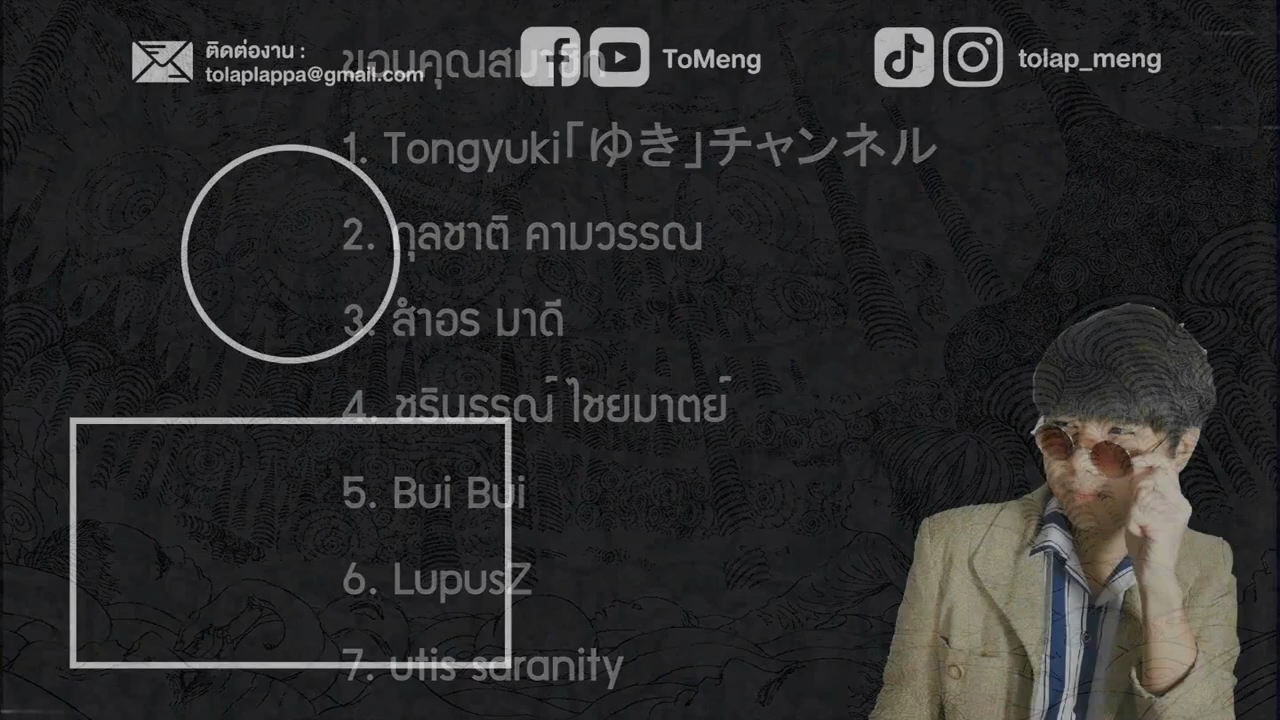 ติดต่องาน :
tolaplappa@gmail.com
ToMeng
tolap_meng
ขอบคุณสมาชิก
1. Tongyuki「ゆき」チャンネル
2. กุลชาติ คามวรรณ
3. สำอร มาดี
4. ชรินรรณ์ ไชยมาตย์
5. Bui Bui
6. LupusZ
7. utis saranity